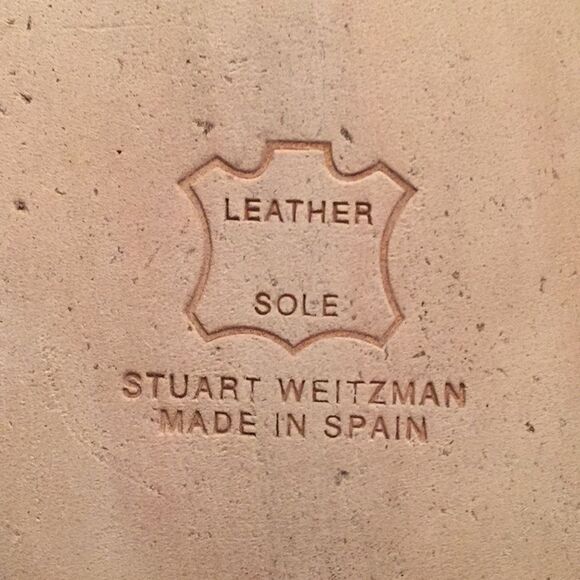 LEATHER
SOLE
STUART WEITZMAN
MADE IN SPAIN